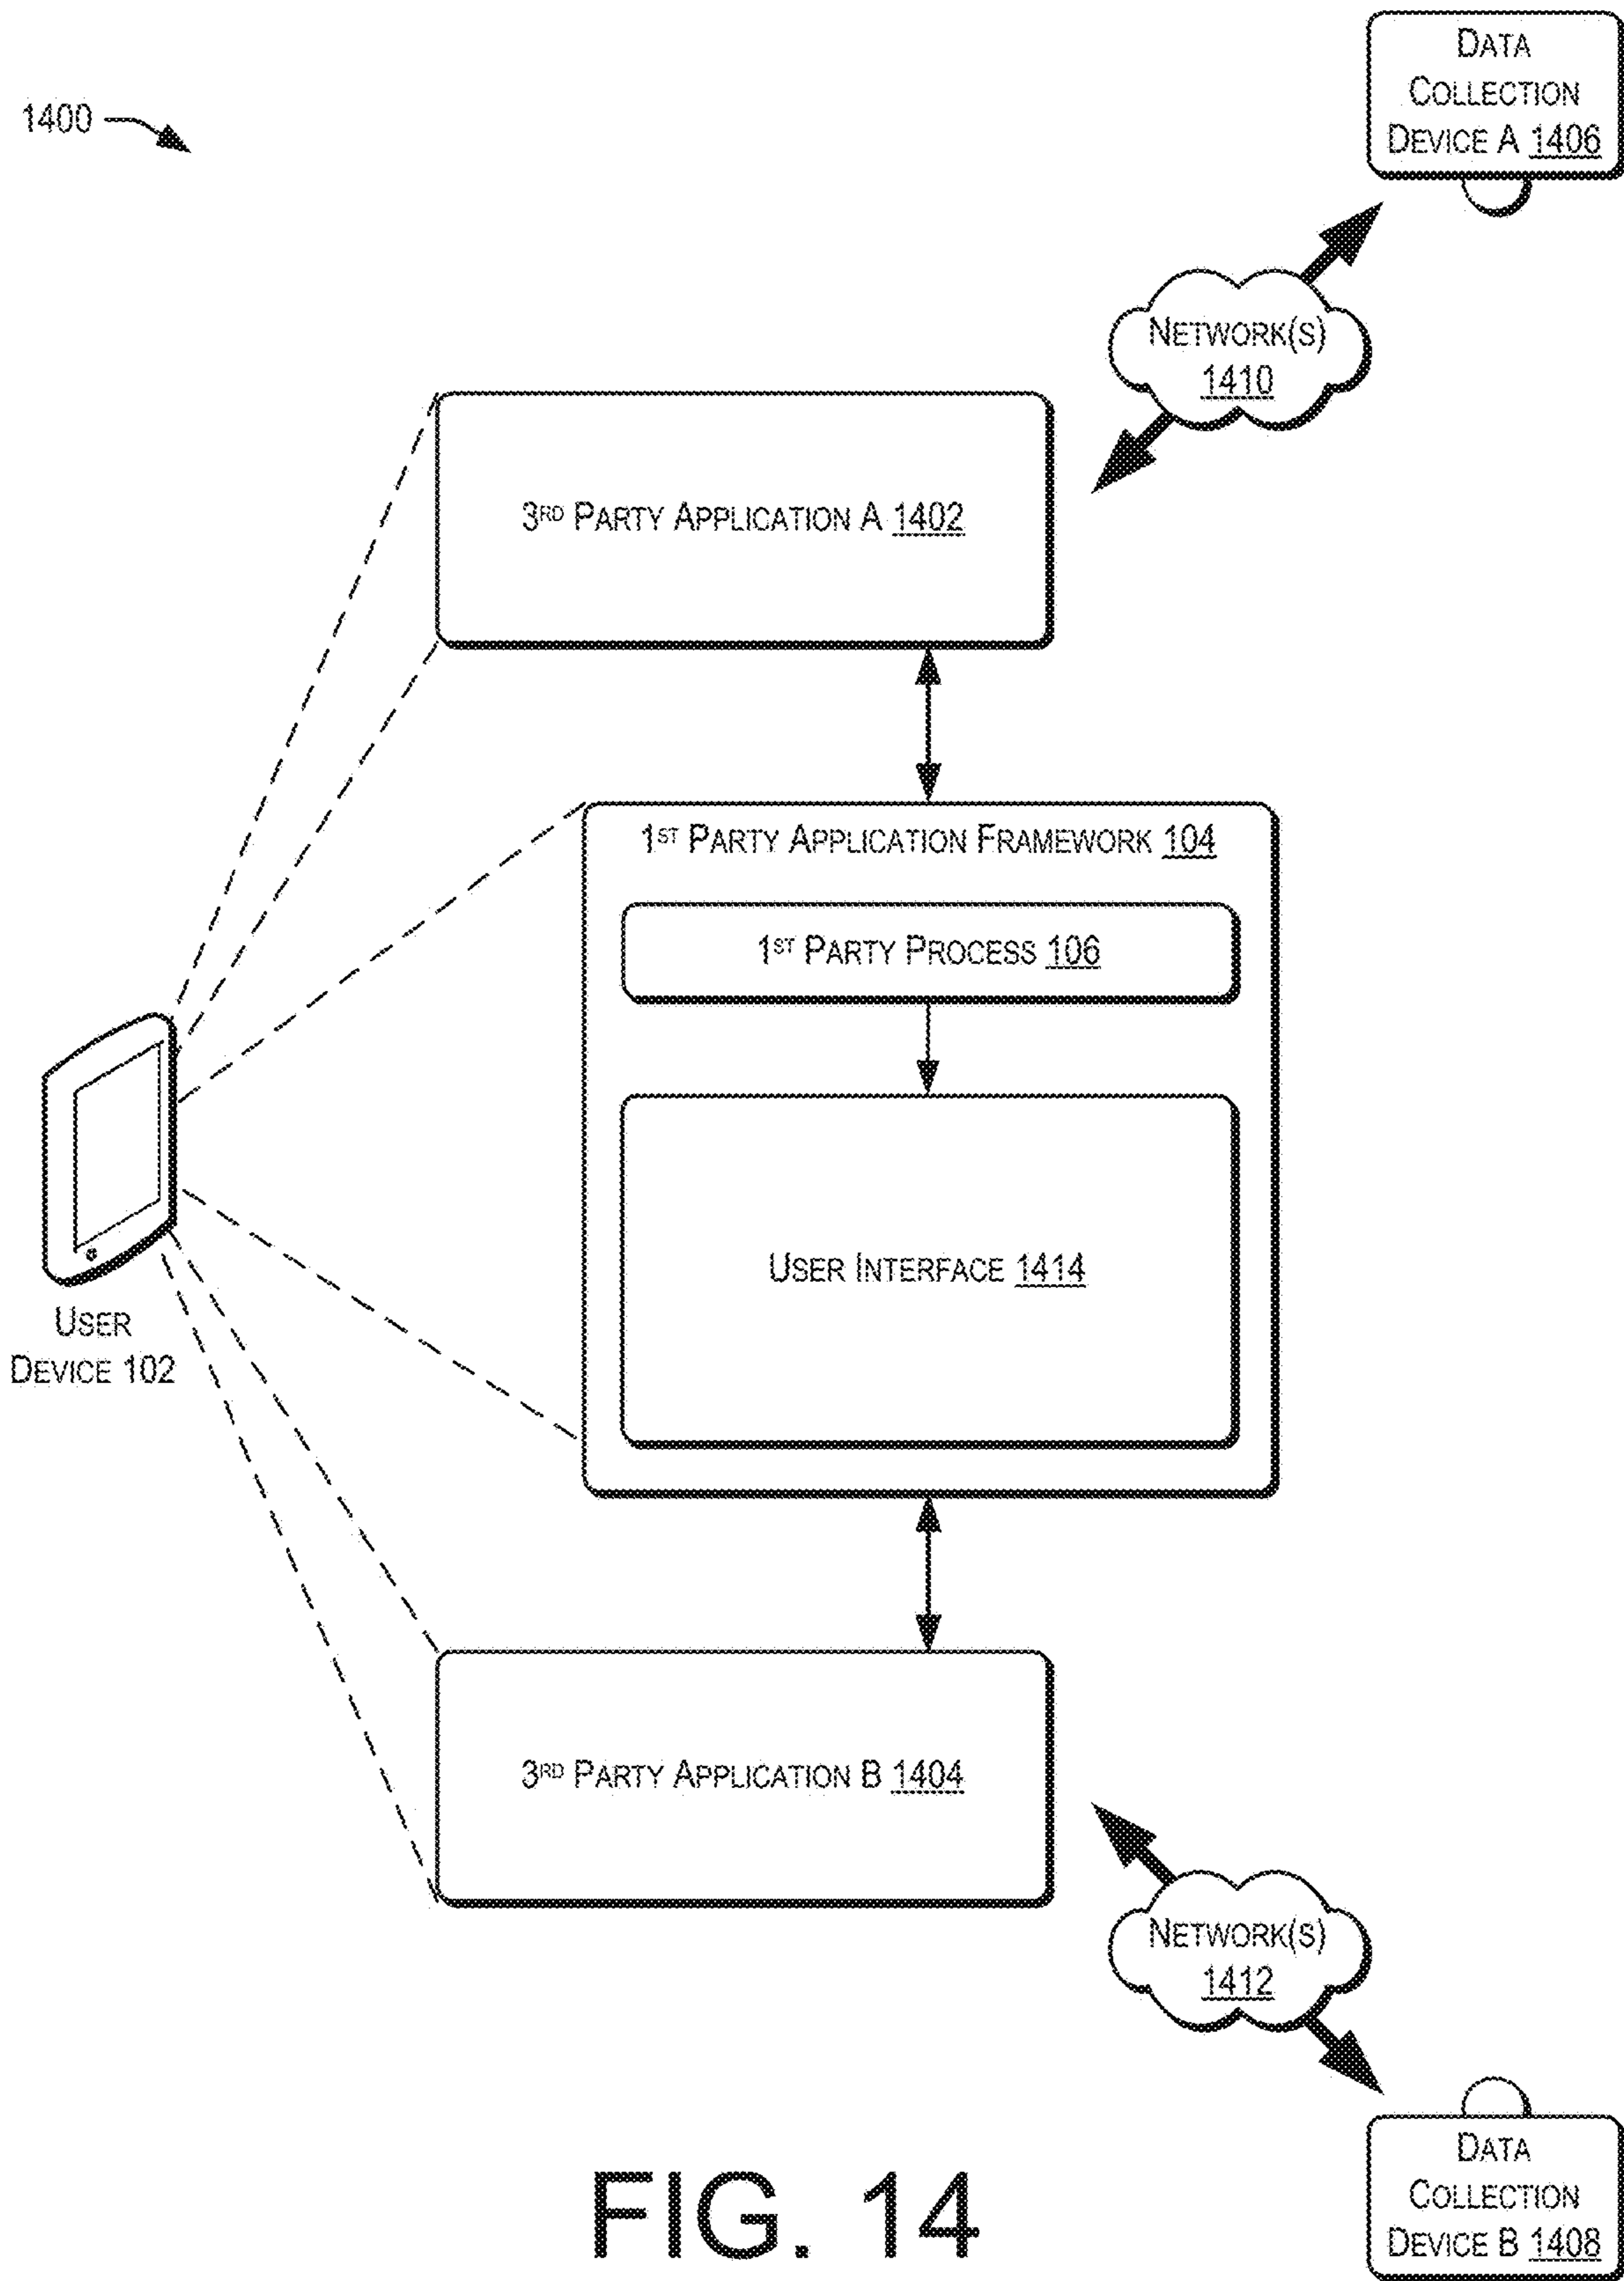 1400
DATA
COLLECTION
DEVICE A 1406
NETWORK(S)
1410
3RD PARTY APPLICATION A 1402
1ST PARTY APPLICATION FRAMEWORK 104
1ST PARTY PROCESS 106
USER INTERFACE 1414
USER
DEVICE 102
3RD PARTY APPLICATION B 1404
NETWORK(S)
1412
DATA
COLLECTION
DEVICE B 1408
FIG. 14